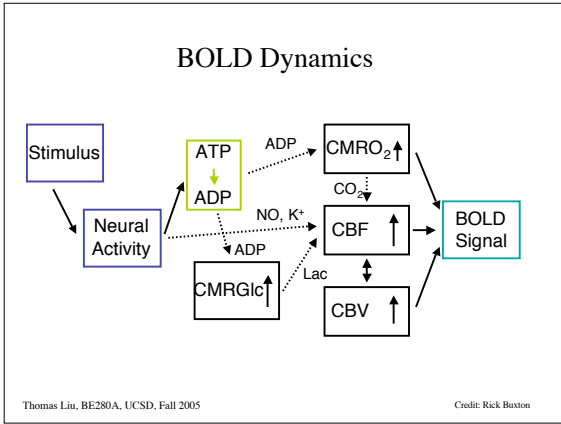 BOLD Dynamics
Stimulus
Neural
Activity
ATP
ADP
ADP
CMRO₂
CO₂
NO, K⁺
CBF
BOLD
Signal
ADP
CMRGlc
Lac
CBV
Thomas Liu, BE280A, UCSD, Fall 2005
Credit: Rick Buxton